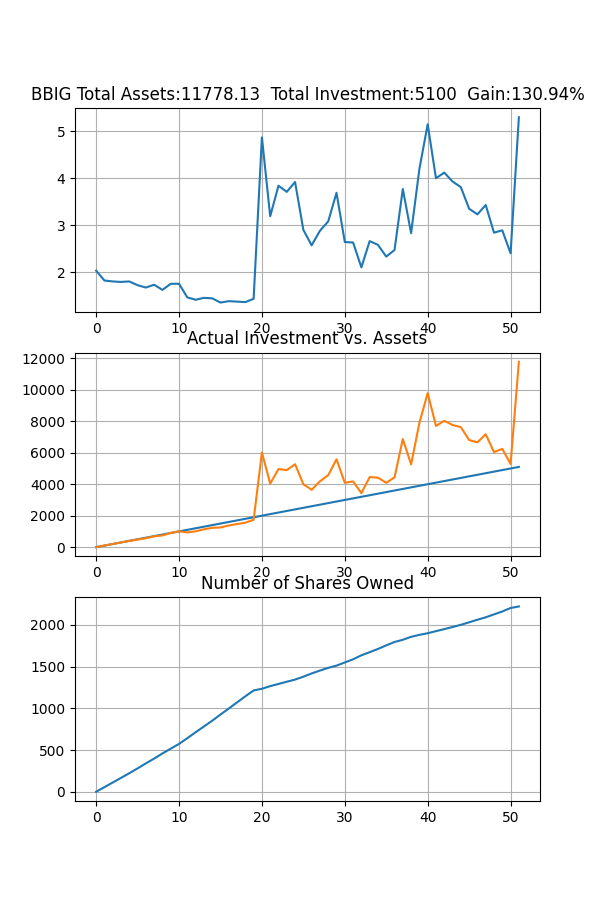 BBIG Total Assets:11778.13  Total Investment:5100  Gain:130.94%
5
4
3
2
0 10 20 30 40 50
Actual Investment vs. Assets
12000
10000
8000
6000
4000
2000
0
0 10 20 30 40 50
Number of Shares Owned
2000
1500
1000
500
0
0 10 20 30 40 50